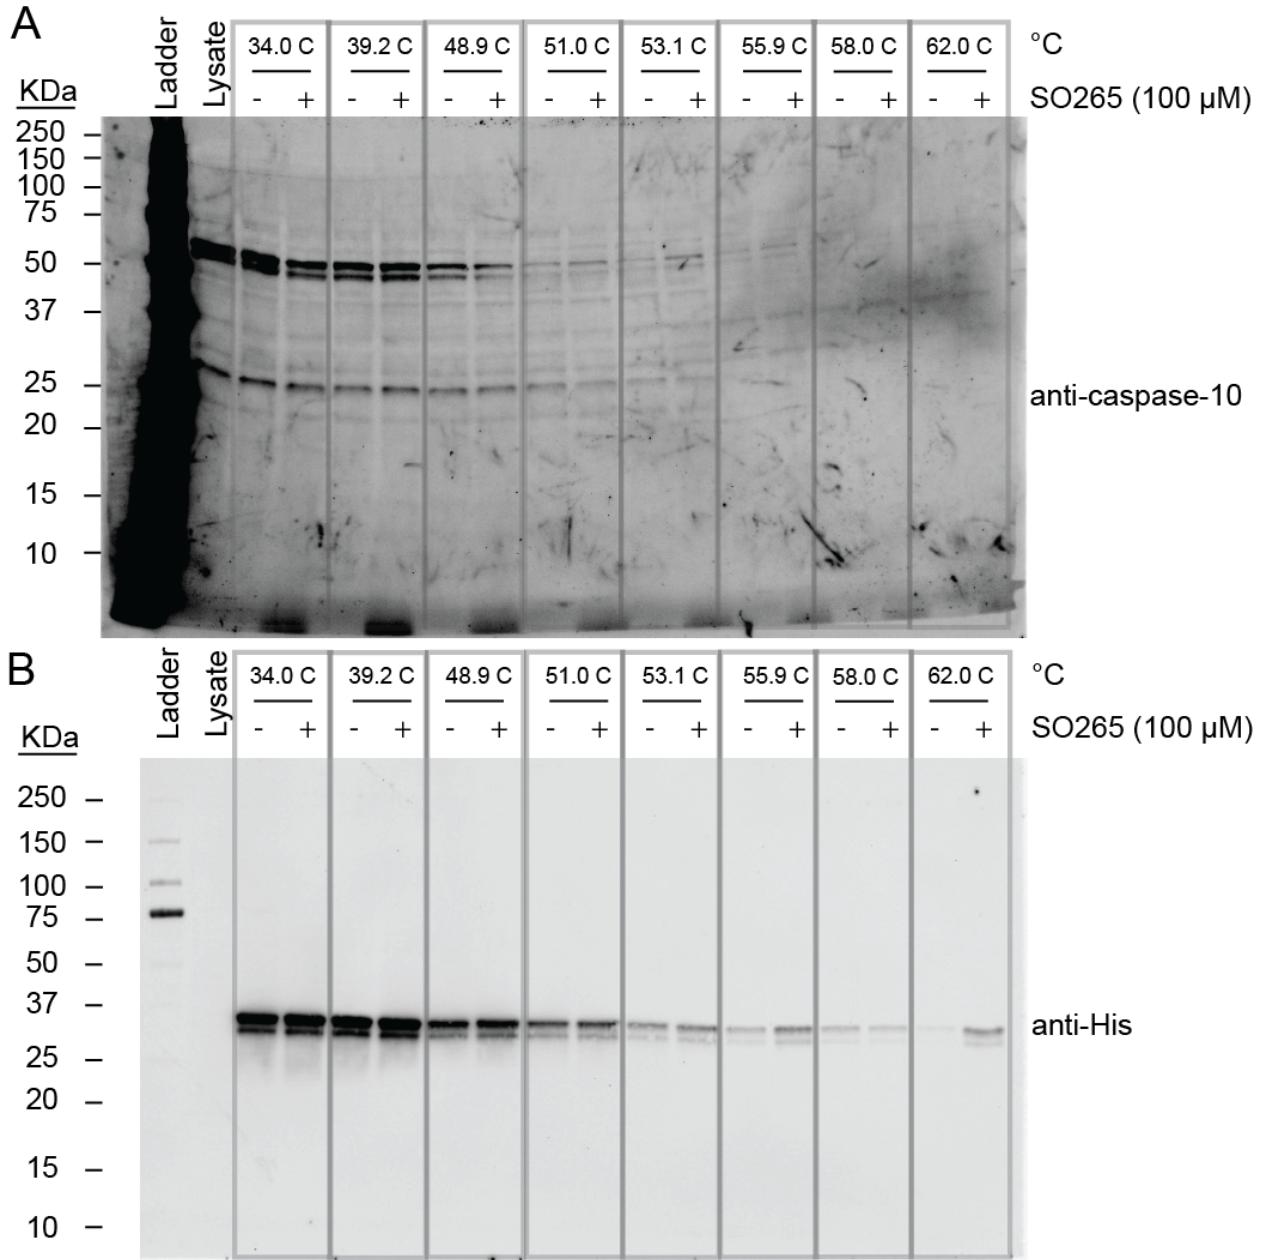 A
Ladder
Lysate
34.0 C 39.2 C 48.9 C 51.0 C 53.1 C 55.9 C 58.0 C 62.0 C °C
KDa - + - + - + - + - + - + - + - + SO265 (100 µM)
250
150
100
75
50
37
25
anti-caspase-10
20
15
10
B
Ladder
Lysate
34.0 C 39.2 C 48.9 C 51.0 C 53.1 C 55.9 C 58.0 C 62.0 C °C
KDa - + - + - + - + - + - + - + - + SO265 (100 µM)
250
150
100
75
50
37
anti-His
25
20
15
10